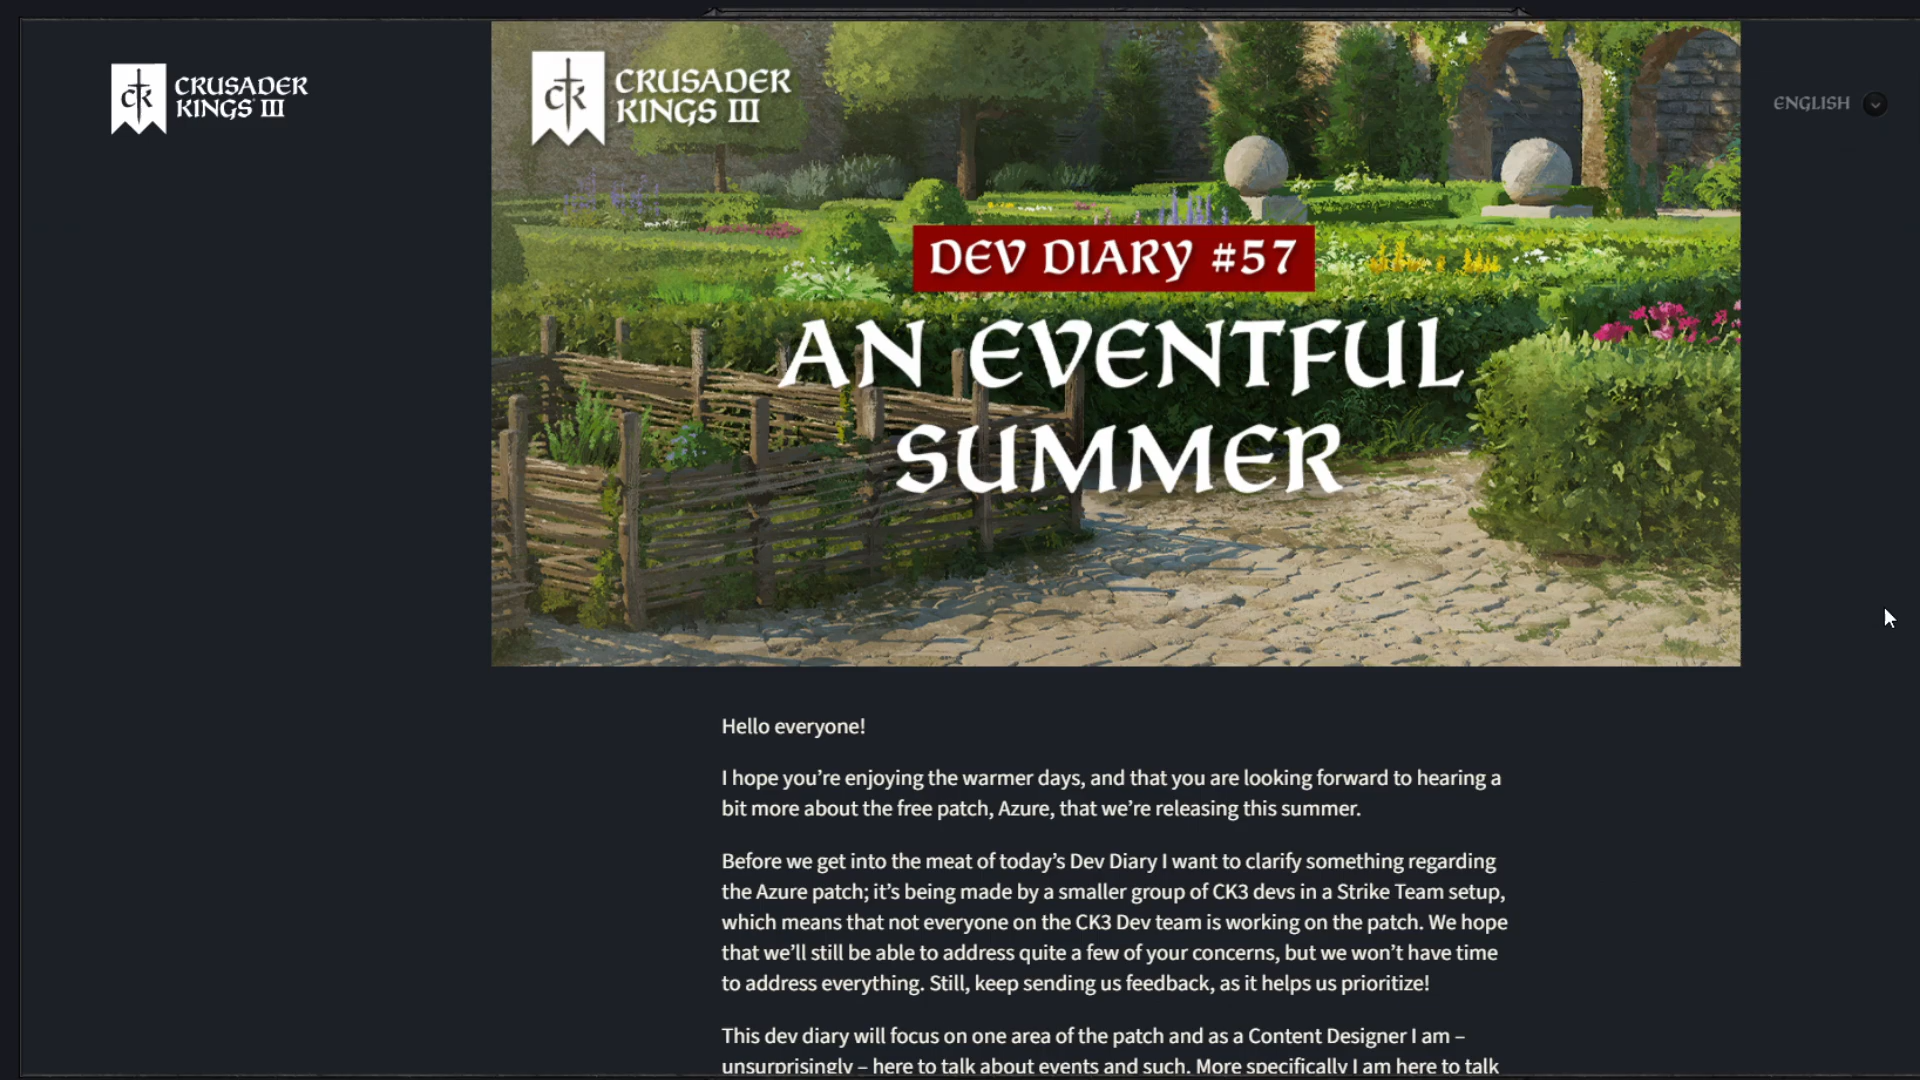 CRUSADER
KINGS III
ENGLISH
CRUSADER
KINGS III
DEV DIARY #57
AN EVENTFUL
SUMMER
Hello everyone!
I hope you’re enjoying the warmer days, and that you are looking forward to hearing a
bit more about the free patch, Azure, that we’re releasing this summer.
Before we get into the meat of today’s Dev Diary I want to clarify something regarding
the Azure patch; it’s being made by a smaller group of CK3 devs in a Strike Team setup,
which means that not everyone on the CK3 Dev team is working on the patch. We hope
that we’ll still be able to address quite a few of your concerns, but we won’t have time
to address everything. Still, keep sending us feedback, as it helps us prioritize!
This dev diary will focus on one area of the patch and as a Content Designer I am –
unsurprisingly – here to talk about events and such. More specifically I am here to talk